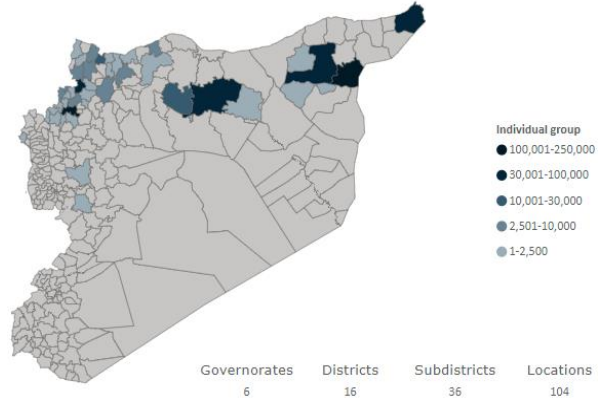 Individual group
100,001-250,000
30,001-100,000
10,001-30,000
2,501-10,000
1-2,500
Governorates Districts Subdistricts Locations
6 16 36 104